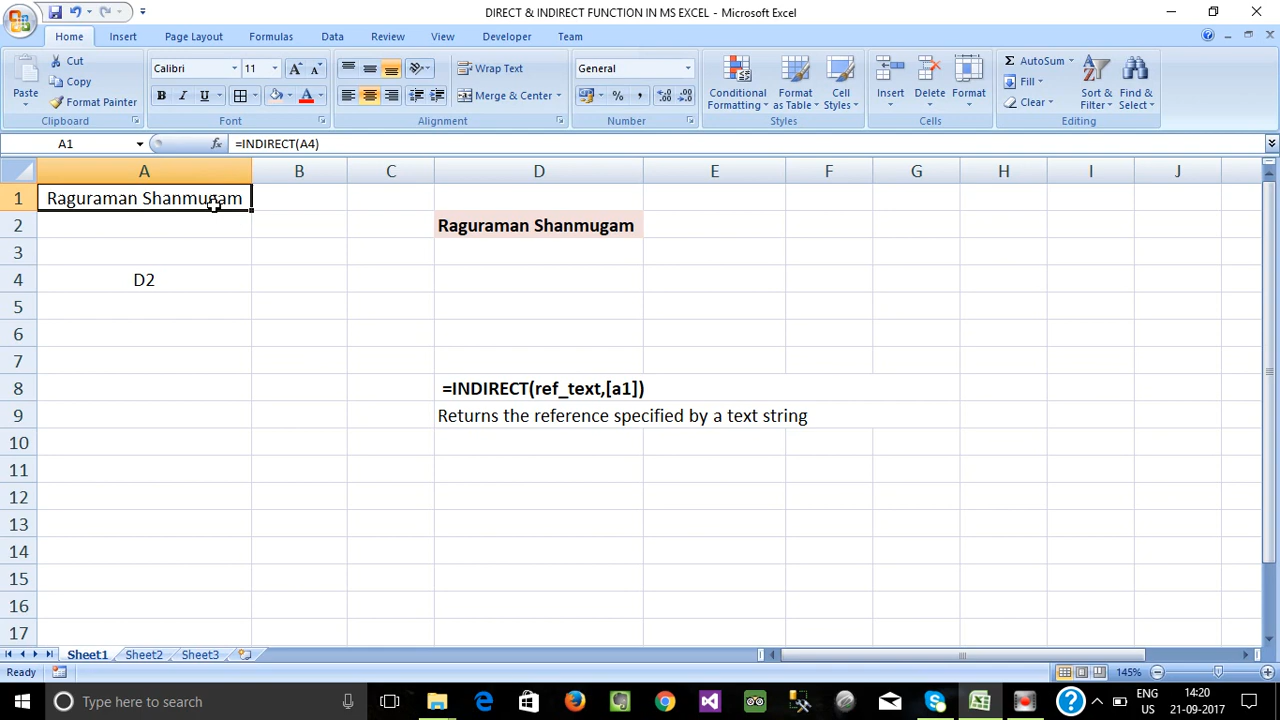 DIRECT & INDIRECT FUNCTION IN MS EXCEL - Microsoft Excel
Home Insert Page Layout Formulas Data Review View Developer Team
Paste
Cut
Copy
Format Painter
Clipboard
Calibri 11
B I U
Font
Wrap Text
Merge & Center
Alignment
General
% ,
Number
Conditional Formatting
Format as Table
Cell Styles
Styles
Insert Delete Format
Cells
Σ AutoSum
Fill
Clear
Sort & Filter
Find & Select
Editing
A1 fx =INDIRECT(A4)
A B C D E F G H I J
1 Raguraman Shanmugam
2 Raguraman Shanmugam
3
4 D2
5
6
7
8 =INDIRECT(ref_text,[a1])
9 Returns the reference specified by a text string
10
11
12
13
14
15
16
17
Sheet1 Sheet2 Sheet3
Ready 145%
Type here to search
ENG 14:20
US 21-09-2017